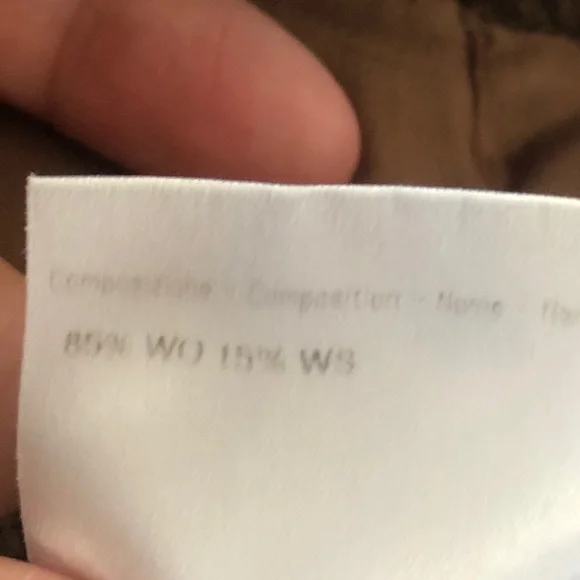 Composizione - Composition - Nome -
85% WO 15% WS